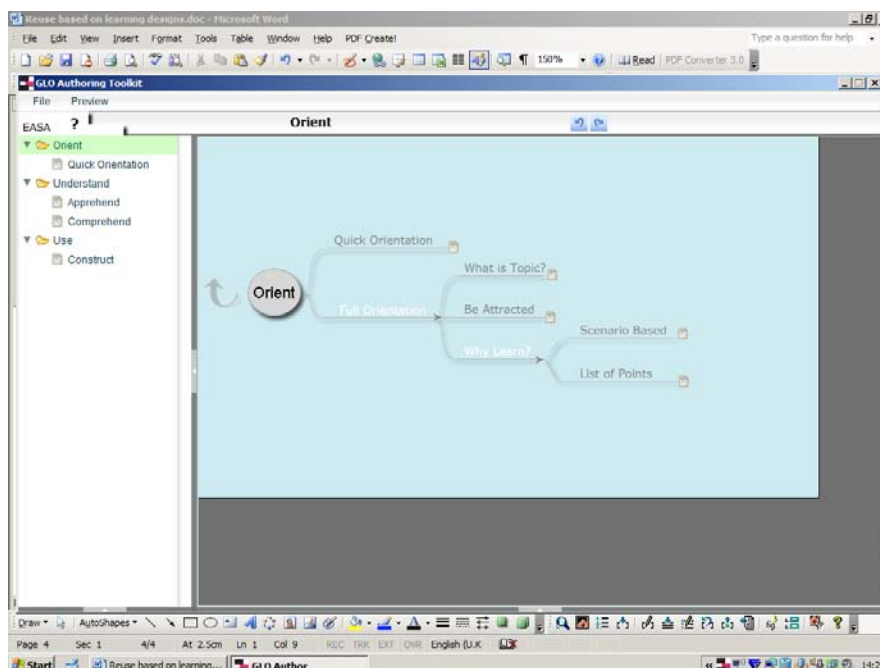 Reuse based on learning designs.doc - Microsoft Word
File Edit View Insert Format Tools Table Window Help PDF Create!
Type a question for help
150%
Read
PDF Converter 3.0
GLO Authoring Toolkit
File Preview
EASA ? Orient
Orient
Quick Orientation
Understand
Apprehend
Comprehend
Use
Construct
Quick Orientation
What is Topic?
Orient
Full Orientation
Be Attracted
Scenario Based
Why Learn?
List of Points
Draw AutoShapes
Page 4 Sec 1 4/4 At 2.5cm Ln 1 Col 9 REC TRK EXT OVR English (U.K
Start Reuse based on learning... GLO Author